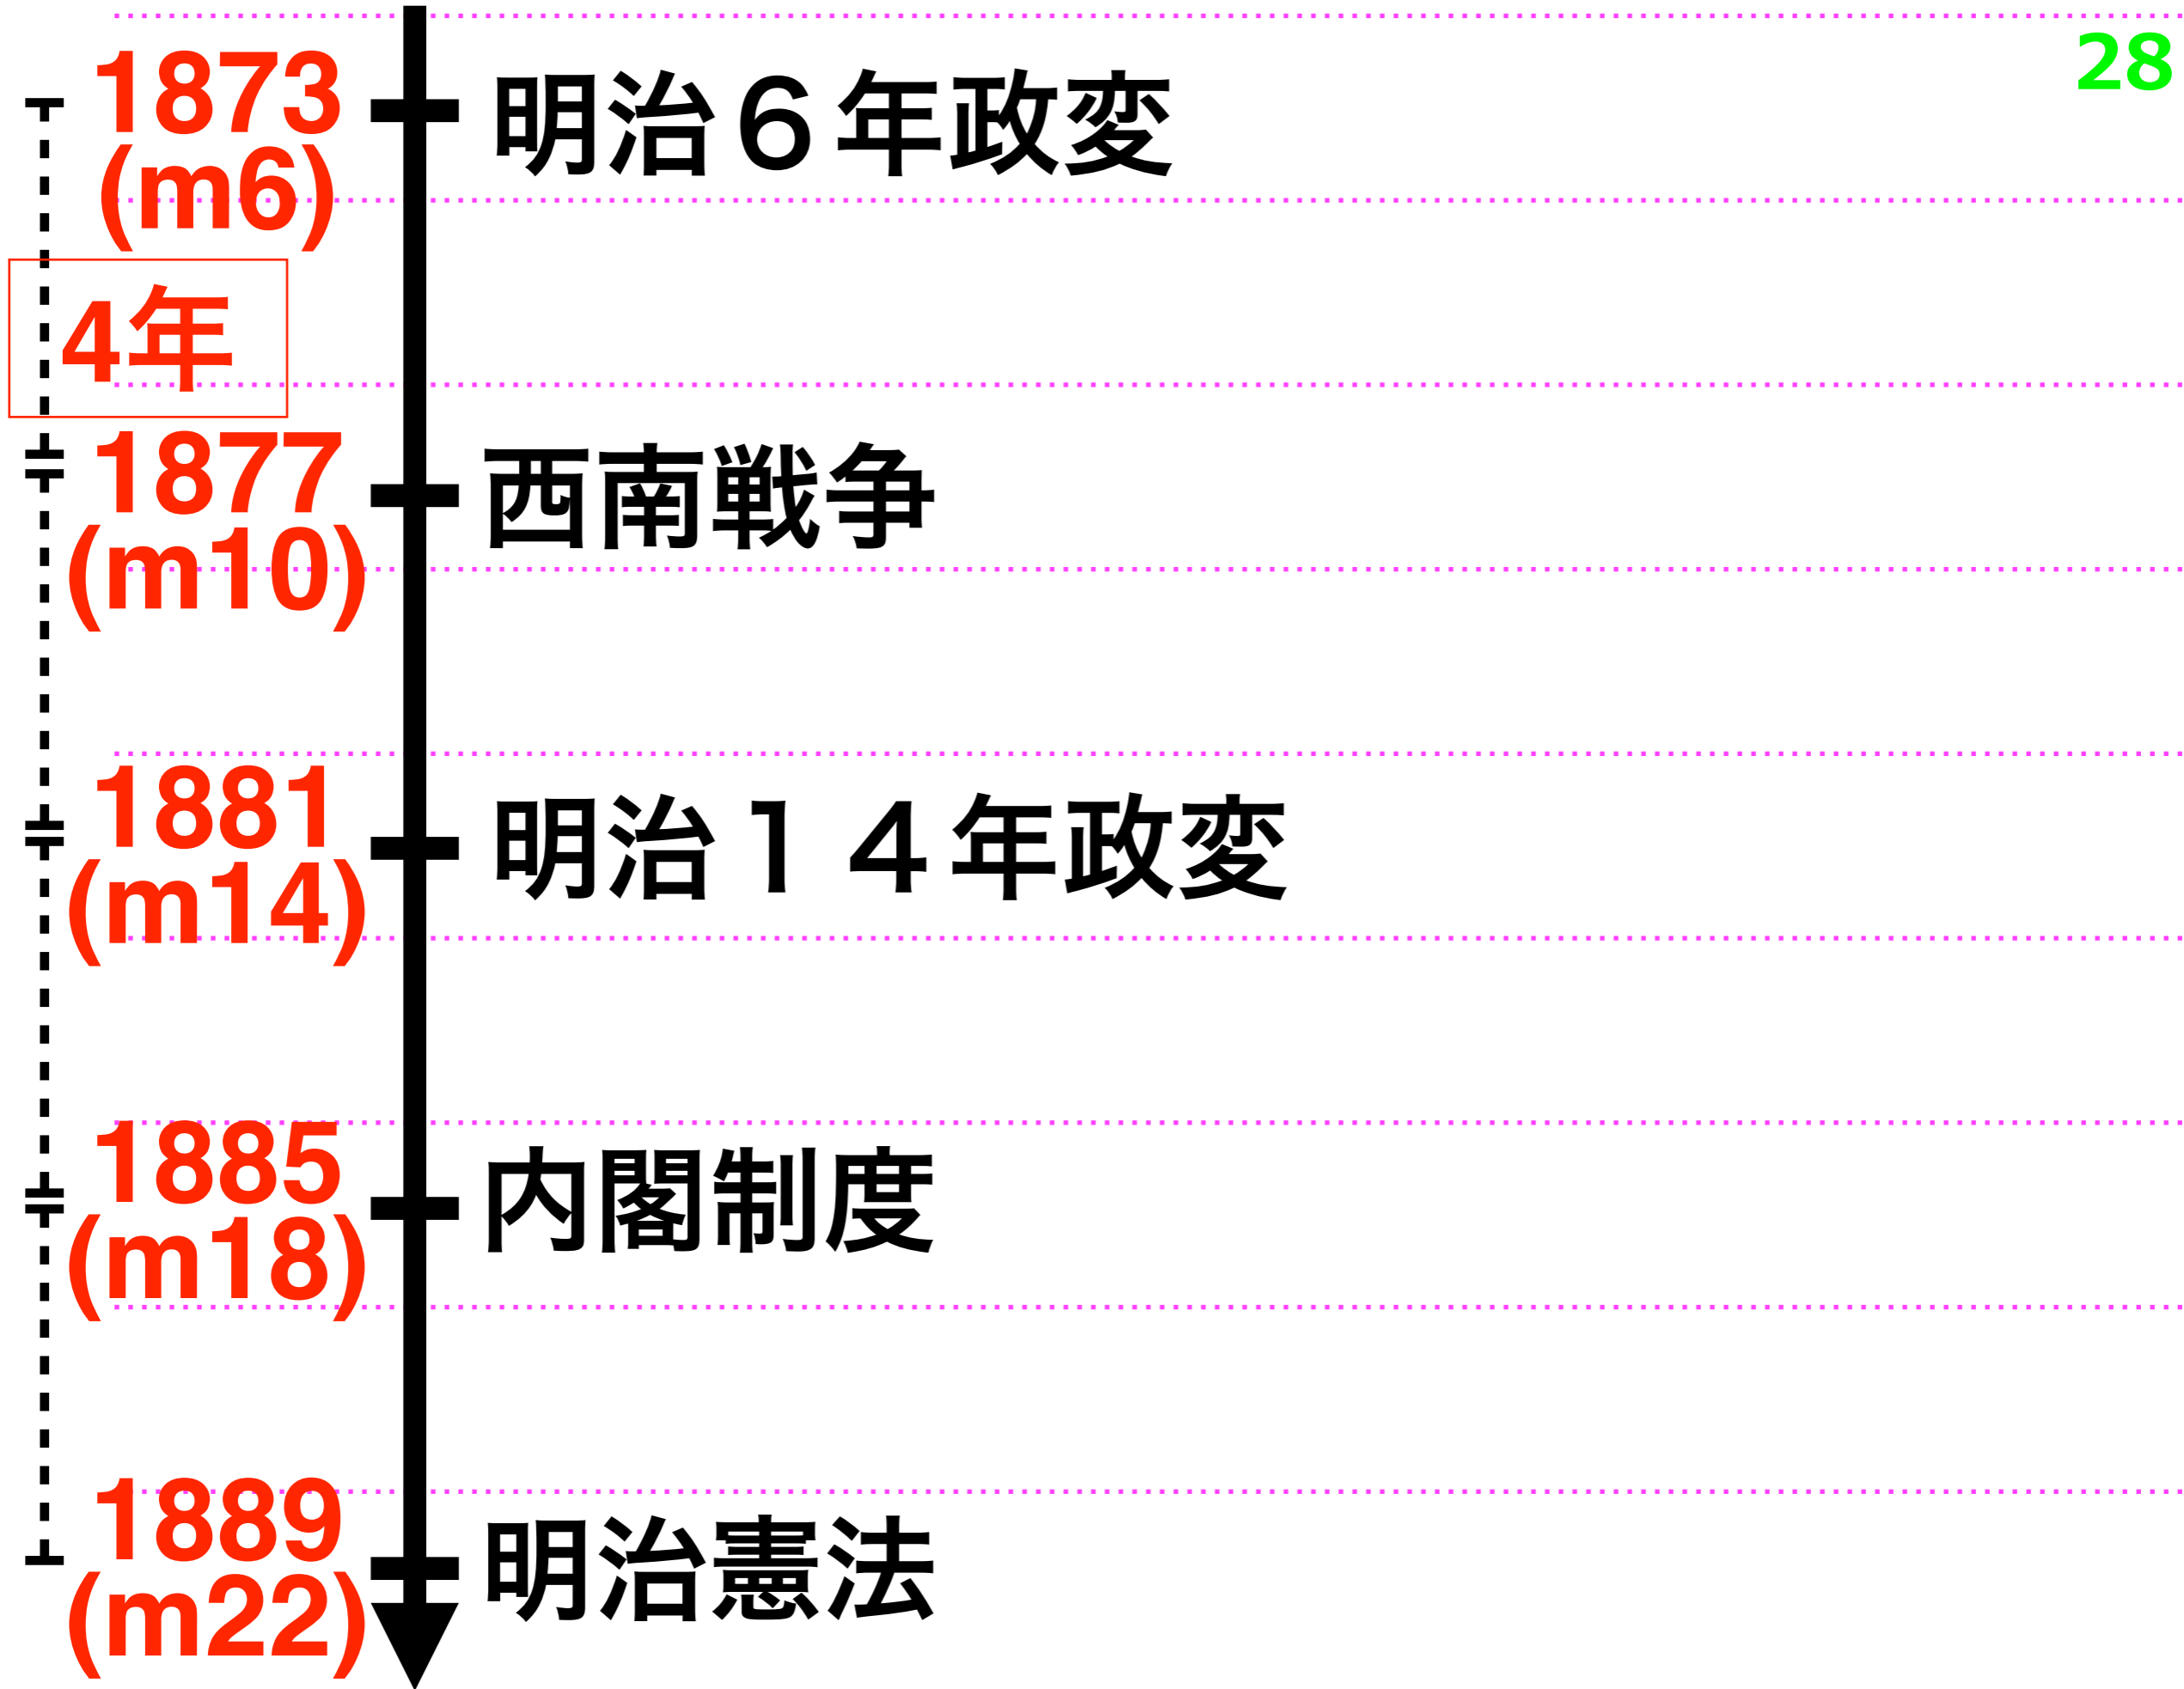 28
1873
(m6)
明治６年政変
4年
1877
(m10)
西南戦争
1881
(m14)
明治１４年政変
1885
(m18)
内閣制度
1889
(m22)
明治憲法